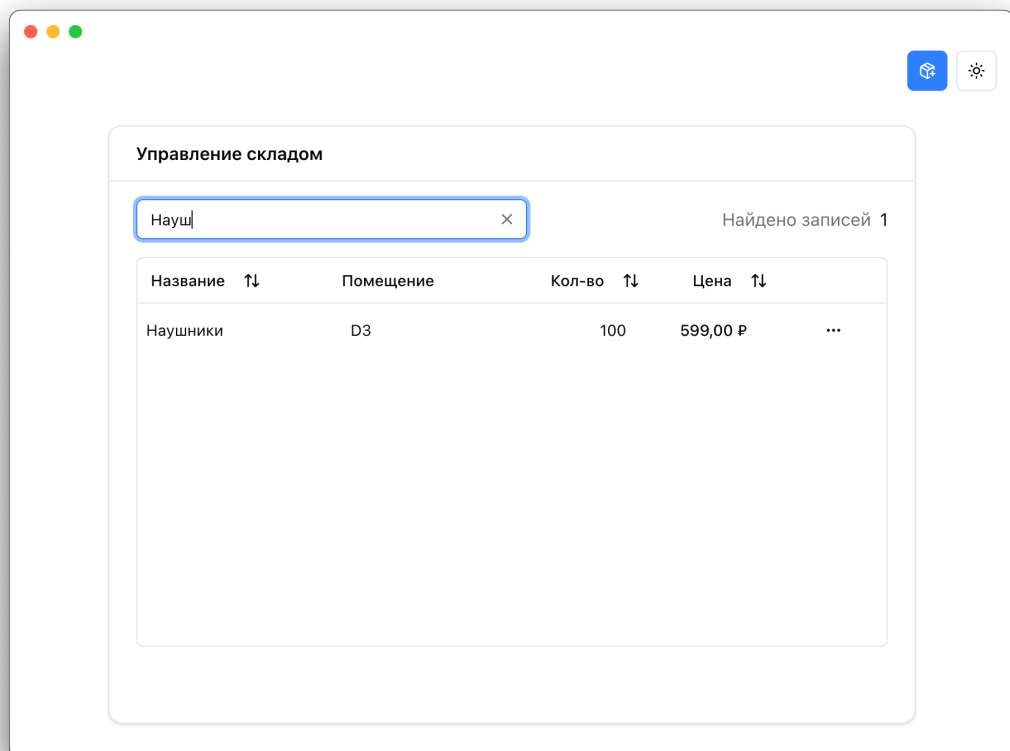 Управление складом
Науш
Найдено записей 1
Название Помещение Кол-во Цена
Наушники D3 100 599,00 ₽